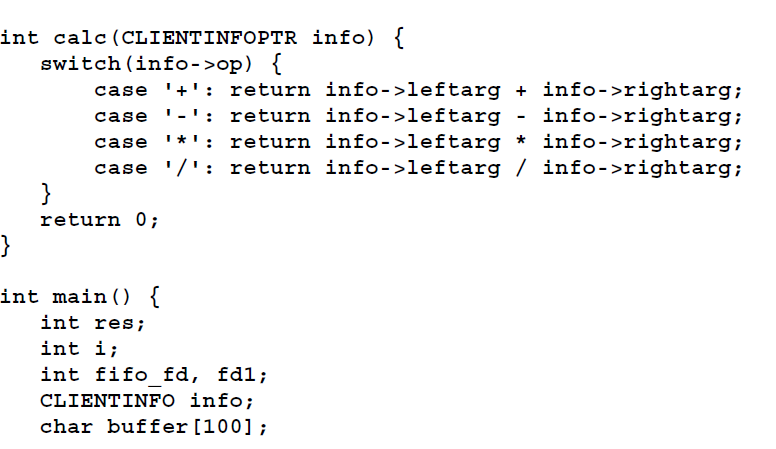 int calc(CLIENTINFOPTR info) {
   switch(info->op) {
       case '+': return info->leftarg + info->rightarg;
       case '-': return info->leftarg - info->rightarg;
       case '*': return info->leftarg * info->rightarg;
       case '/': return info->leftarg / info->rightarg;
   }
   return 0;
}

int main() {
   int res;
   int i;
   int fifo_fd, fd1;
   CLIENTINFO info;
   char buffer[100];